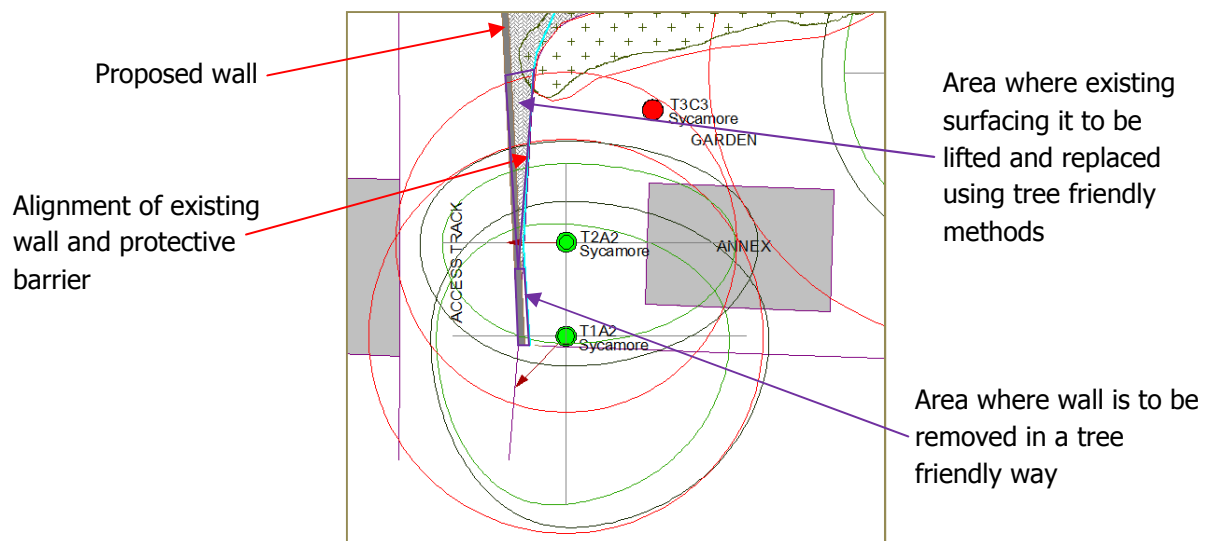 Proposed wall
Alignment of existing
wall and protective
barrier
ACCESS TRACK
T3C3
Sycamore
GARDEN
T2A2
Sycamore
ANNEX
T1A2
Sycamore
Area where existing
surfacing it to be
lifted and replaced
using tree friendly
methods
Area where wall is to be
removed in a tree
friendly way